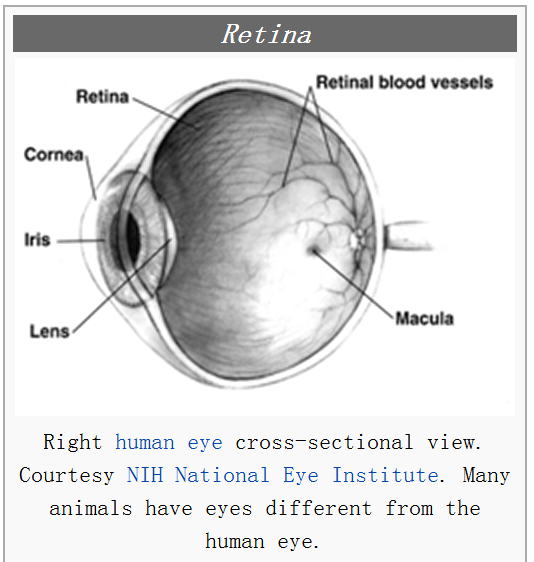 Retina
Retinal blood vessels
Retina
Cornea
Iris
Lens
Macula
Right human eye cross-sectional view.
Courtesy NIH National Eye Institute. Many
animals have eyes different from the
human eye.